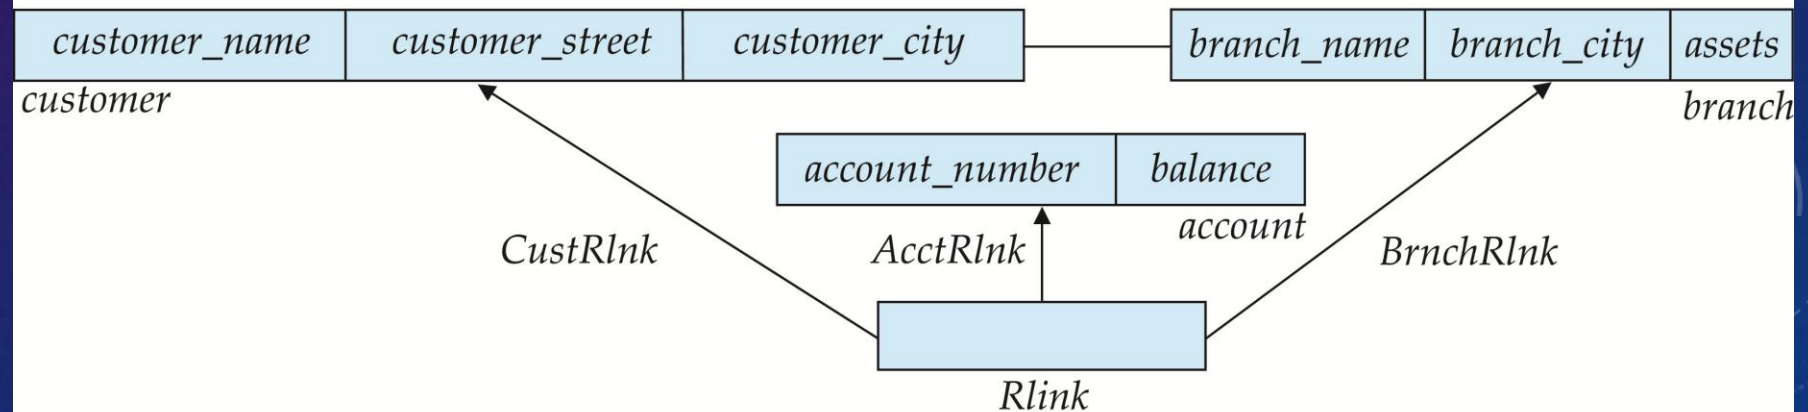 customer_name customer_street customer_city branch_name branch_city assets
customer branch
account_number balance
account
CustRlnk AcctRlnk BrnchRlnk
Rlink